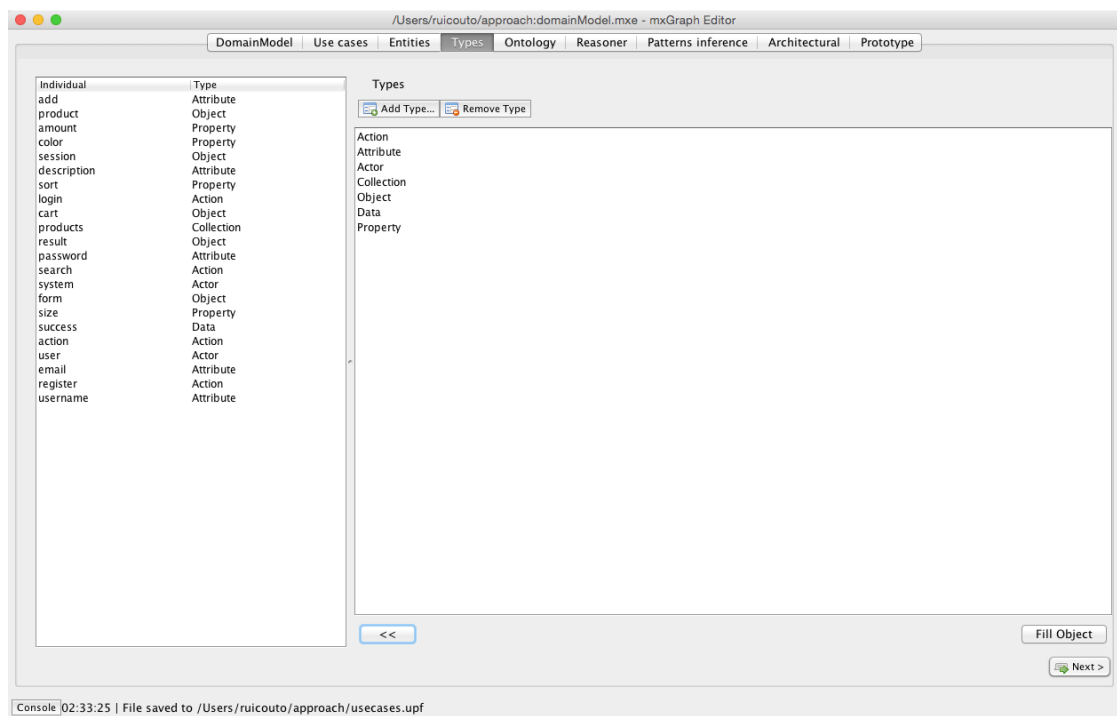 /Users/ruicouto/approach:domainModel.mxe - mxGraph Editor
DomainModel Use cases Entities Types Ontology Reasoner Patterns inference Architectural Prototype
Individual Type
add Attribute
product Object
amount Property
color Property
session Object
description Attribute
sort Property
login Action
cart Object
products Collection
result Object
password Attribute
search Action
system Actor
form Object
size Property
success Data
action Action
user Actor
email Attribute
register Action
username Attribute
Types
Add Type... Remove Type
Action
Attribute
Actor
Collection
Object
Data
Property
<< Fill Object
Next >
Console 02:33:25 | File saved to /Users/ruicouto/approach/usecases.upf